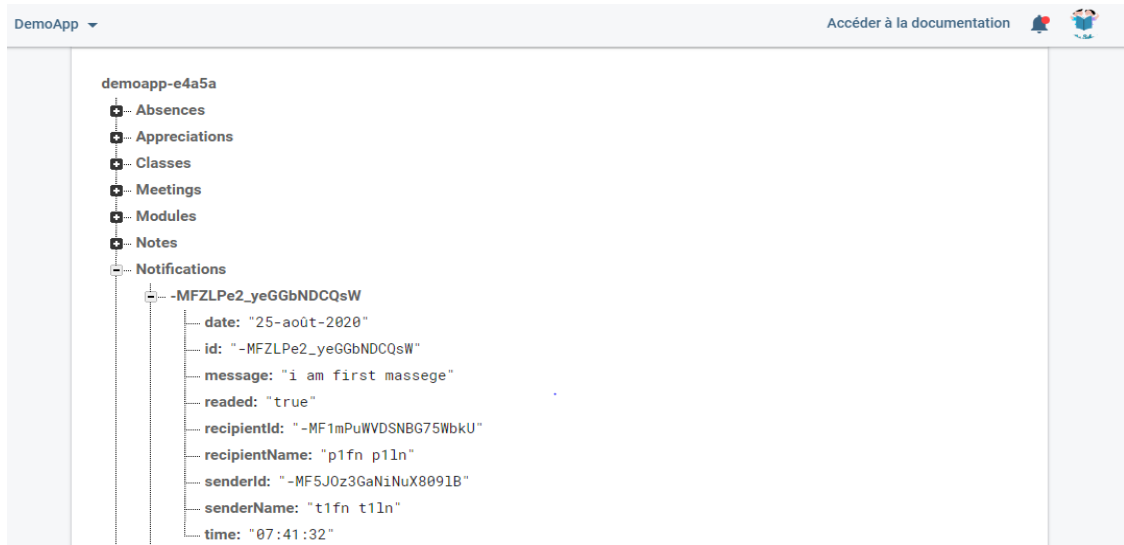 DemoApp Accéder à la documentation
demoapp-e4a5a
Absences
Appreciations
Classes
Meetings
Modules
Notes
Notifications
-MFZLPe2_yeGGbNDCQsW
date: "25-août-2020"
id: "-MFZLPe2_yeGGbNDCQsW"
message: "i am first massege"
readed: "true"
recipientId: "-MF1mPuWVDSNBG75WbkU"
recipientName: "p1fn p1ln"
senderId: "-MF5JOz3GaNiNuX809lB"
senderName: "t1fn t1ln"
time: "07:41:32"